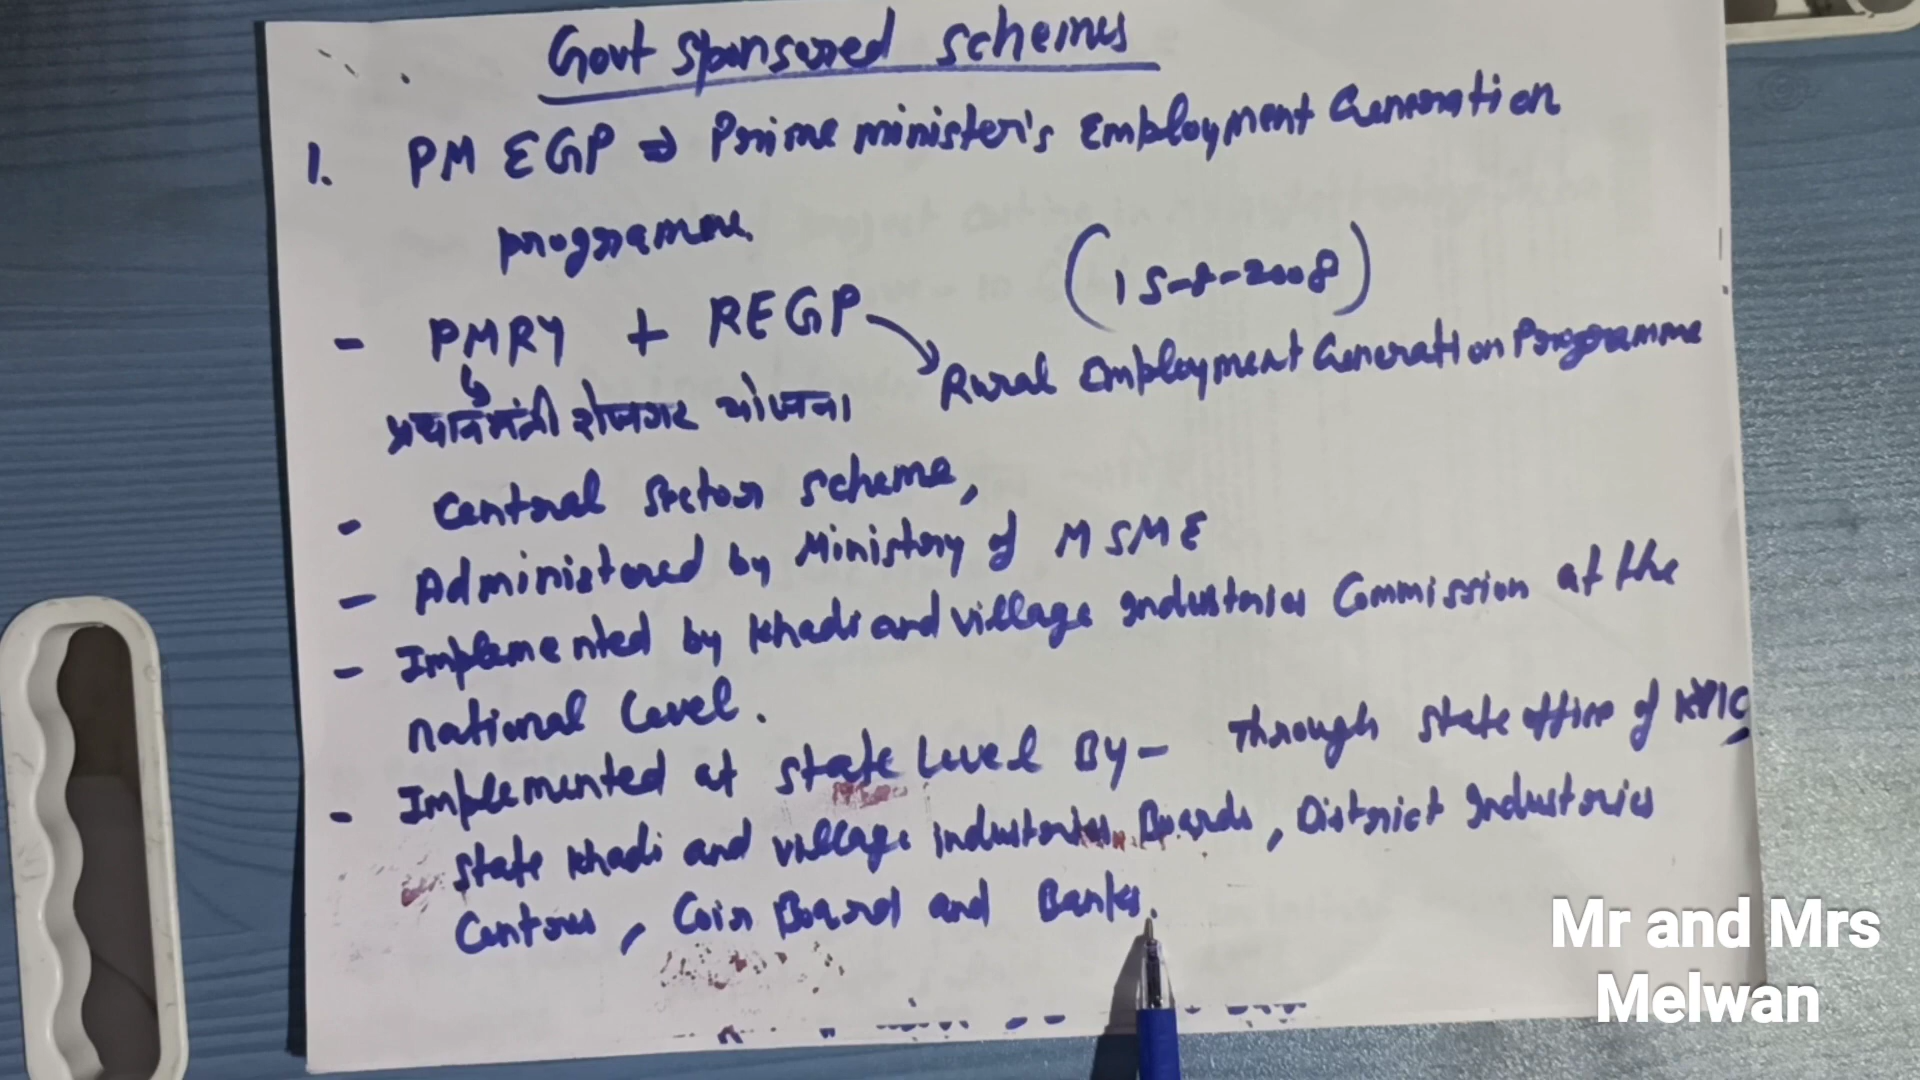 Govt sponsored schemes
1. PM EGP ⇒ Prime minister's Employment Generation
programme.
(15-8-2008)
- PMRY + REGP
Rural Employment Generation Programme
प्रधानमंत्री रोजगार योजना
- Central Sector scheme,
- Administered by Ministry of MSME
- Implemented by Khadi and village Industries Commission at the
national level.
- Implemented at state Level By - Through state office of KVIC
state Khadi and village industries Boards, District Industries
Centres, Coir Board and Banks.
Mr and Mrs
Melwan